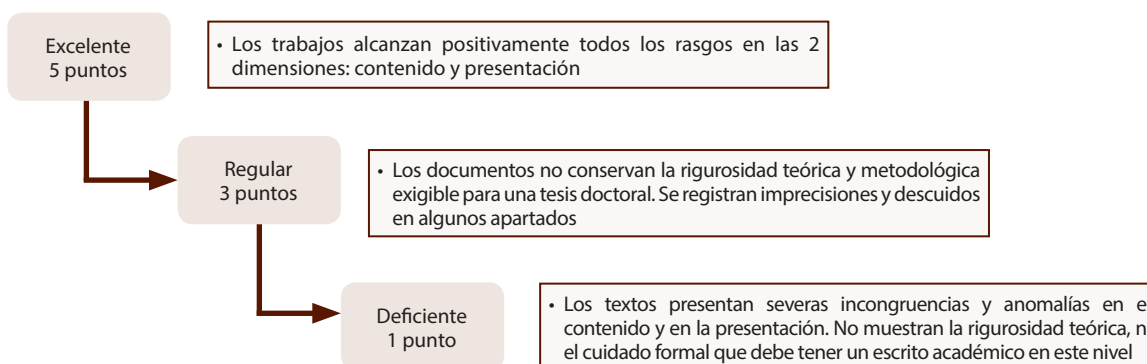 Excelente
5 puntos
• Los trabajos alcanzan positivamente todos los rasgos en las 2
dimensiones: contenido y presentación
Regular
3 puntos
• Los documentos no conservan la rigurosidad teórica y metodológica
exigible para una tesis doctoral. Se registran imprecisiones y descuidos
en algunos apartados
Deficiente
1 punto
• Los textos presentan severas incongruencias y anomalías en e
contenido y en la presentación. No muestran la rigurosidad teórica, n
el cuidado formal que debe tener un escrito académico en este nivel